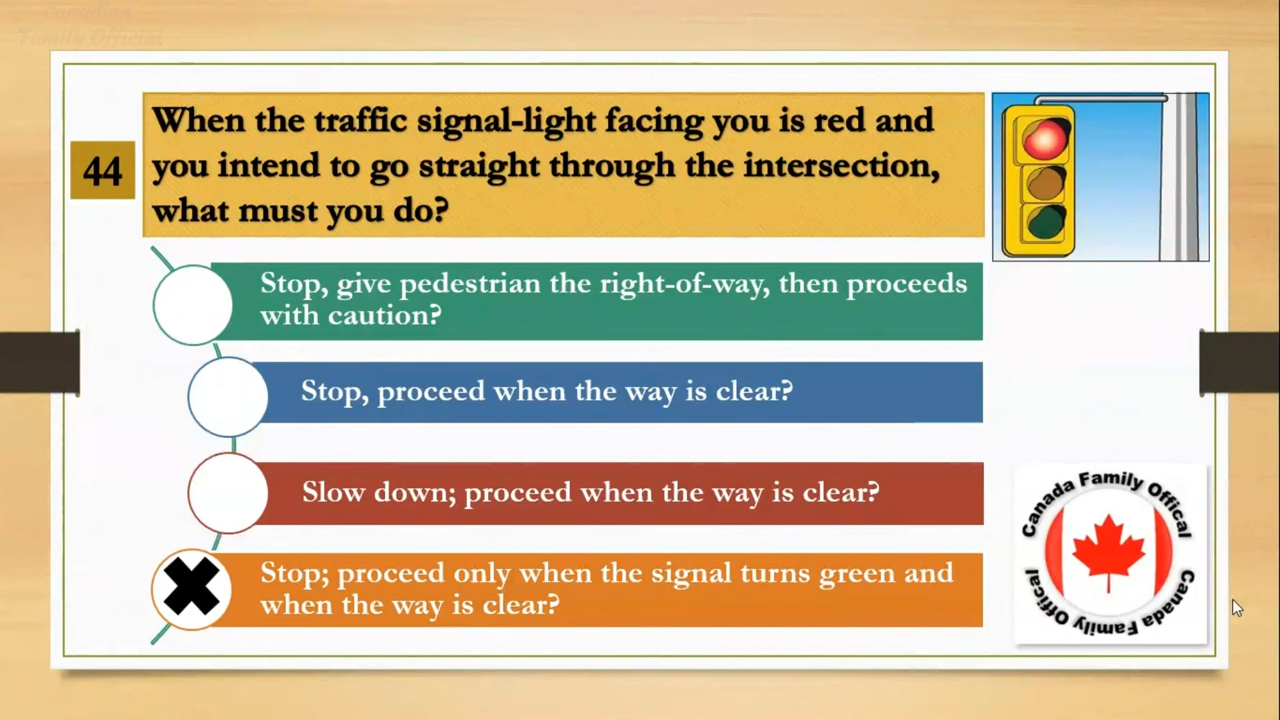 Canadian
Family Official
44
When the traffic signal-light facing you is red and
you intend to go straight through the intersection,
what must you do?
Stop, give pedestrian the right-of-way, then proceeds
with caution?
Stop, proceed when the way is clear?
Slow down; proceed when the way is clear?
Stop; proceed only when the signal turns green and
when the way is clear?
Canada Family Offical
Canada Family Offical